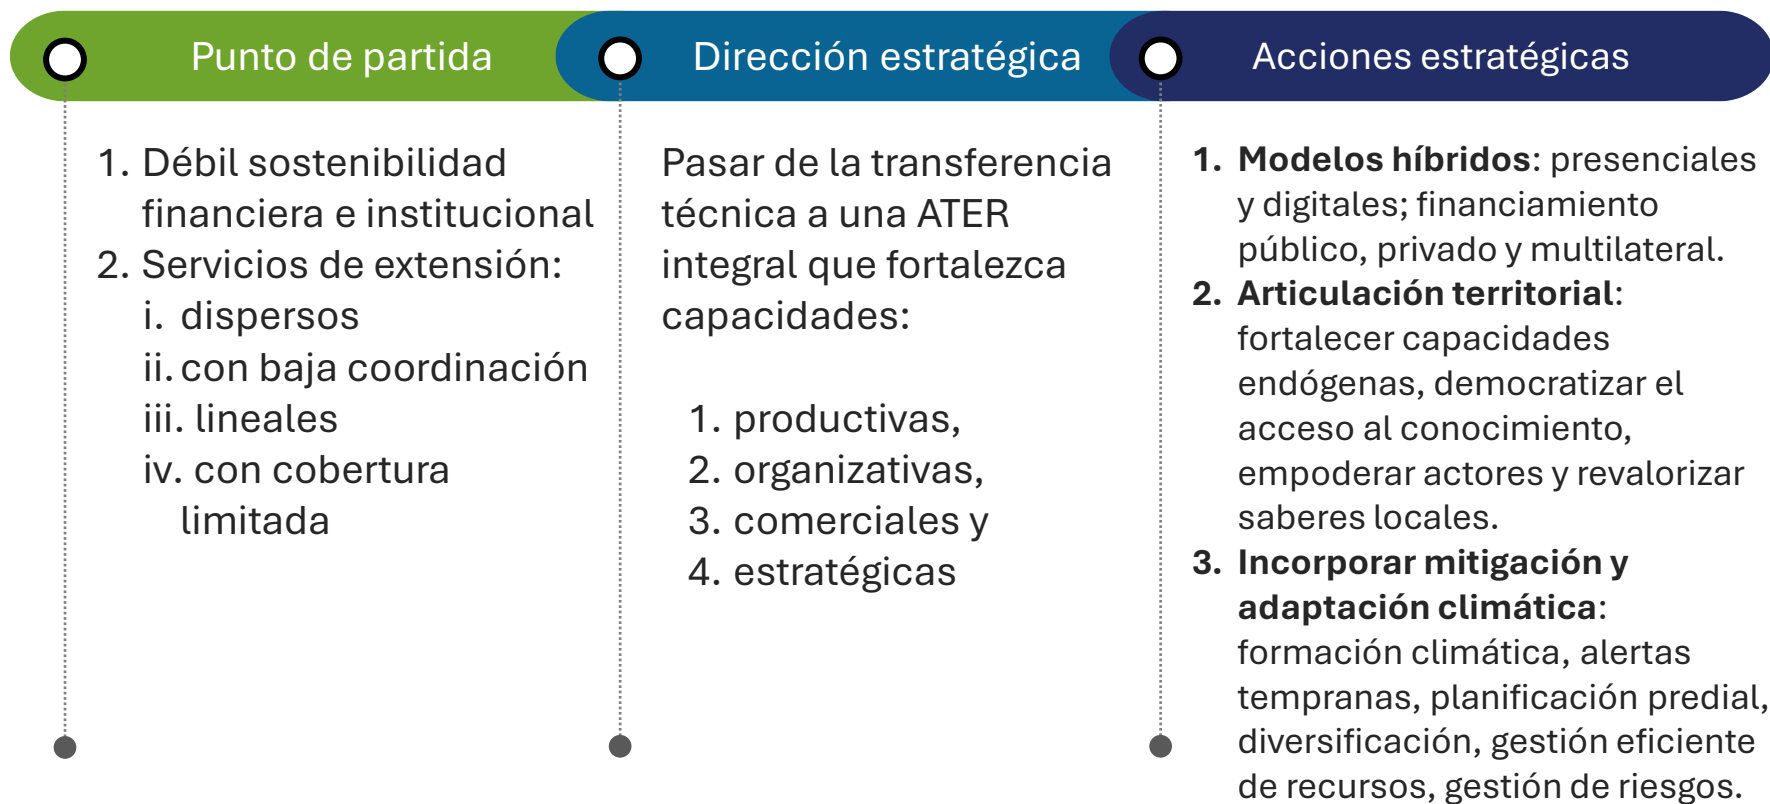 Punto de partida
Dirección estratégica
Acciones estratégicas
1. Débil sostenibilidad
financiera e institucional
2. Servicios de extensión:
i. dispersos
ii. con baja coordinación
iii. lineales
iv. con cobertura
limitada
Pasar de la transferencia
técnica a una ATER
integral que fortalezca
capacidades:
1. productivas,
2. organizativas,
3. comerciales y
4. estratégicas
1. Modelos híbridos: presenciales
y digitales; financiamiento
público, privado y multilateral.
2. Articulación territorial:
fortalecer capacidades
endógenas, democratizar el
acceso al conocimiento,
empoderar actores y revalorizar
saberes locales.
3. Incorporar mitigación y
adaptación climática:
formación climática, alertas
tempranas, planificación predial,
diversificación, gestión eficiente
de recursos, gestión de riesgos.